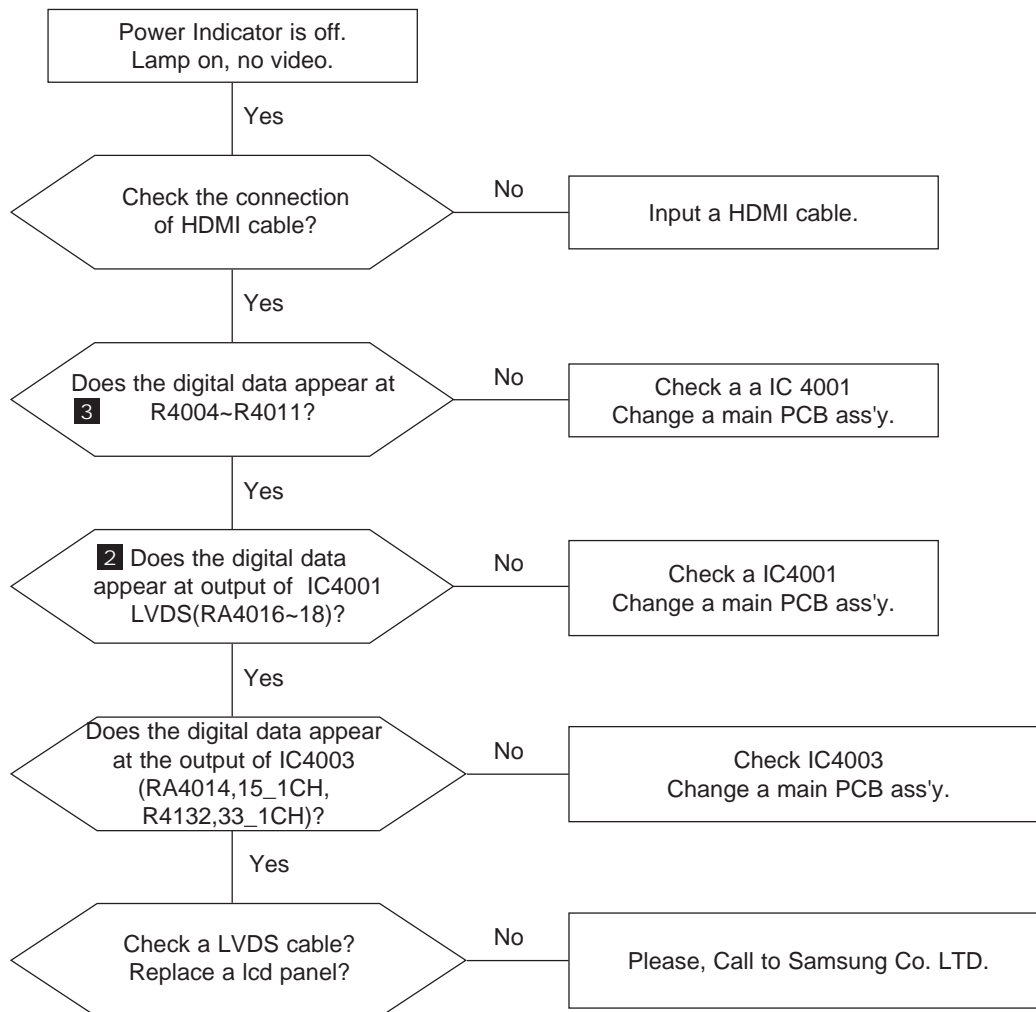 Power Indicator is off.
Lamp on, no video.
Yes
Check the connection
of HDMI cable?
No
Input a HDMI cable.
Yes
Does the digital data appear at
3 R4004~R4011?
No
Check a a IC 4001
Change a main PCB ass'y.
Yes
2 Does the digital data
appear at output of IC4001
LVDS(RA4016~18)?
No
Check a IC4001
Change a main PCB ass'y.
Yes
Does the digital data appear
at the output of IC4003
(RA4014,15_1CH,
R4132,33_1CH)?
No
Check IC4003
Change a main PCB ass'y.
Yes
Check a LVDS cable?
Replace a lcd panel?
No
Please, Call to Samsung Co. LTD.